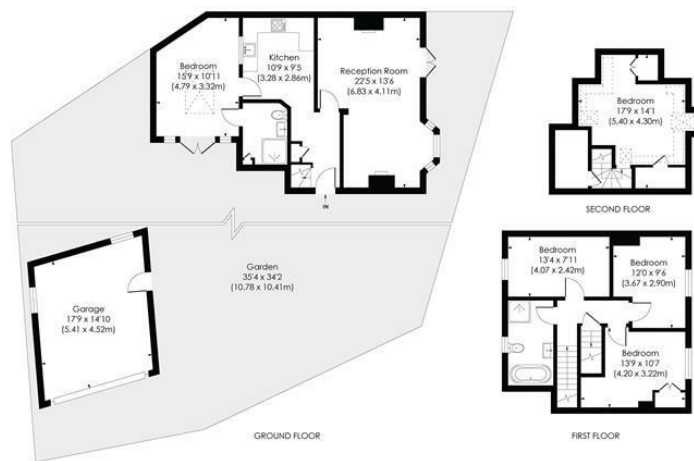 Bedroom
15'9 x 10'11
(4.79 x 3.32m)
Kitchen
10'9 x 9'5
(3.28 x 2.86m)
Reception Room
22'5 x 13'6
(6.83 x 4.11m)
IN
Garden
35'4 x 34'2
(10.78 x 10.41m)
Garage
17'9 x 14'10
(5.41 x 4.52m)
GROUND FLOOR
Bedroom
17'9 x 14'1
(5.40 x 4.30m)
SECOND FLOOR
Bedroom
13'4 x 7'11
(4.07 x 2.42m)
Bedroom
12'0 x 9'6
(3.67 x 2.90m)
Bedroom
13'9 x 10'7
(4.20 x 3.22m)
FIRST FLOOR